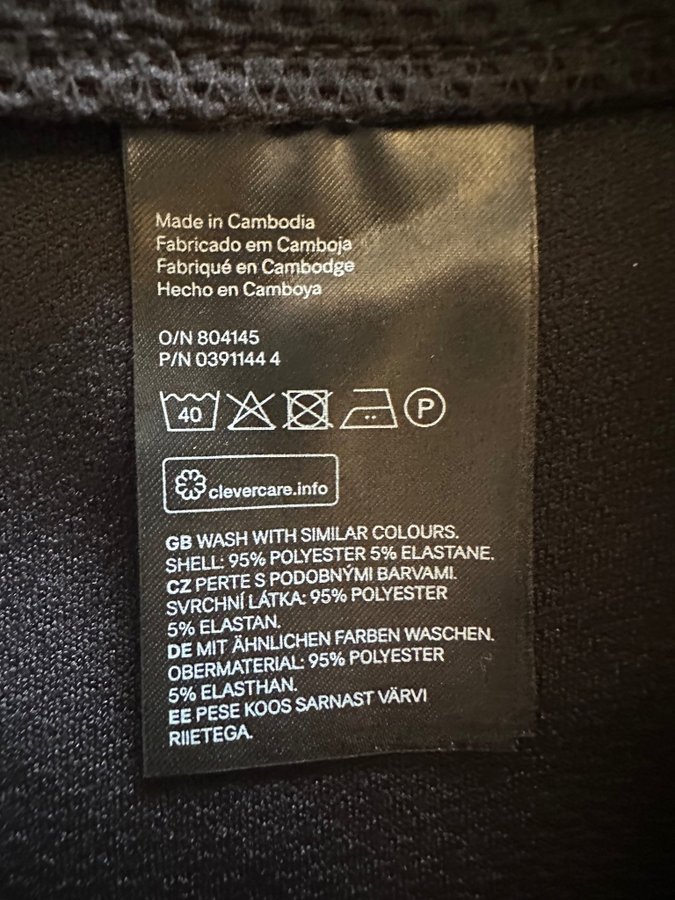 Made in Cambodia
Fabricado em Camboja
Fabriqué en Cambodge
Hecho en Camboya
O/N 804145
P/N 0391144 4
40 P
clevercare.info
GB WASH WITH SIMILAR COLOURS.
SHELL: 95% POLYESTER 5% ELASTANE.
CZ PERTE S PODOBNÝMI BARVAMI.
SVRCHNÍ LÁTKA: 95% POLYESTER
5% ELASTAN.
DE MIT ÄHNLICHEN FARBEN WASCHEN.
OBERMATERIAL: 95% POLYESTER
5% ELASTHAN.
EE PESE KOOS SARNAST VÄRVI
RIIETEGA.